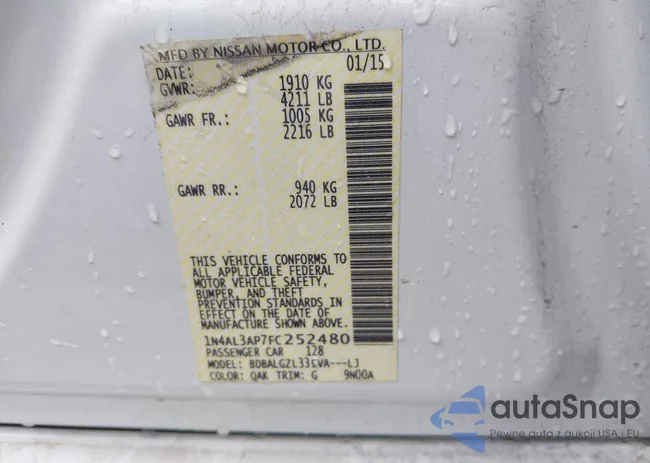 MFD BY NISSAN MOTOR CO., LTD.
DATE: 01/15
GVWR: 1910 KG
4211 LB
GAWR FR.: 1005 KG
2216 LB
GAWR RR.: 940 KG
2072 LB
THIS VEHICLE CONFORMS TO
ALL APPLICABLE FEDERAL
MOTOR VEHICLE SAFETY,
BUMPER, AND THEFT
PREVENTION STANDARDS IN
EFFECT ON THE DATE OF
MANUFACTURE SHOWN ABOVE.
1N4AL3AP7FC252480
PASSENGER CAR 128
MODEL: BDBALGZL33EVA---LJ
COLOR: QAK TRIM: G 9N00A
autaSnap
Pewne auta z aukcji USA i EU